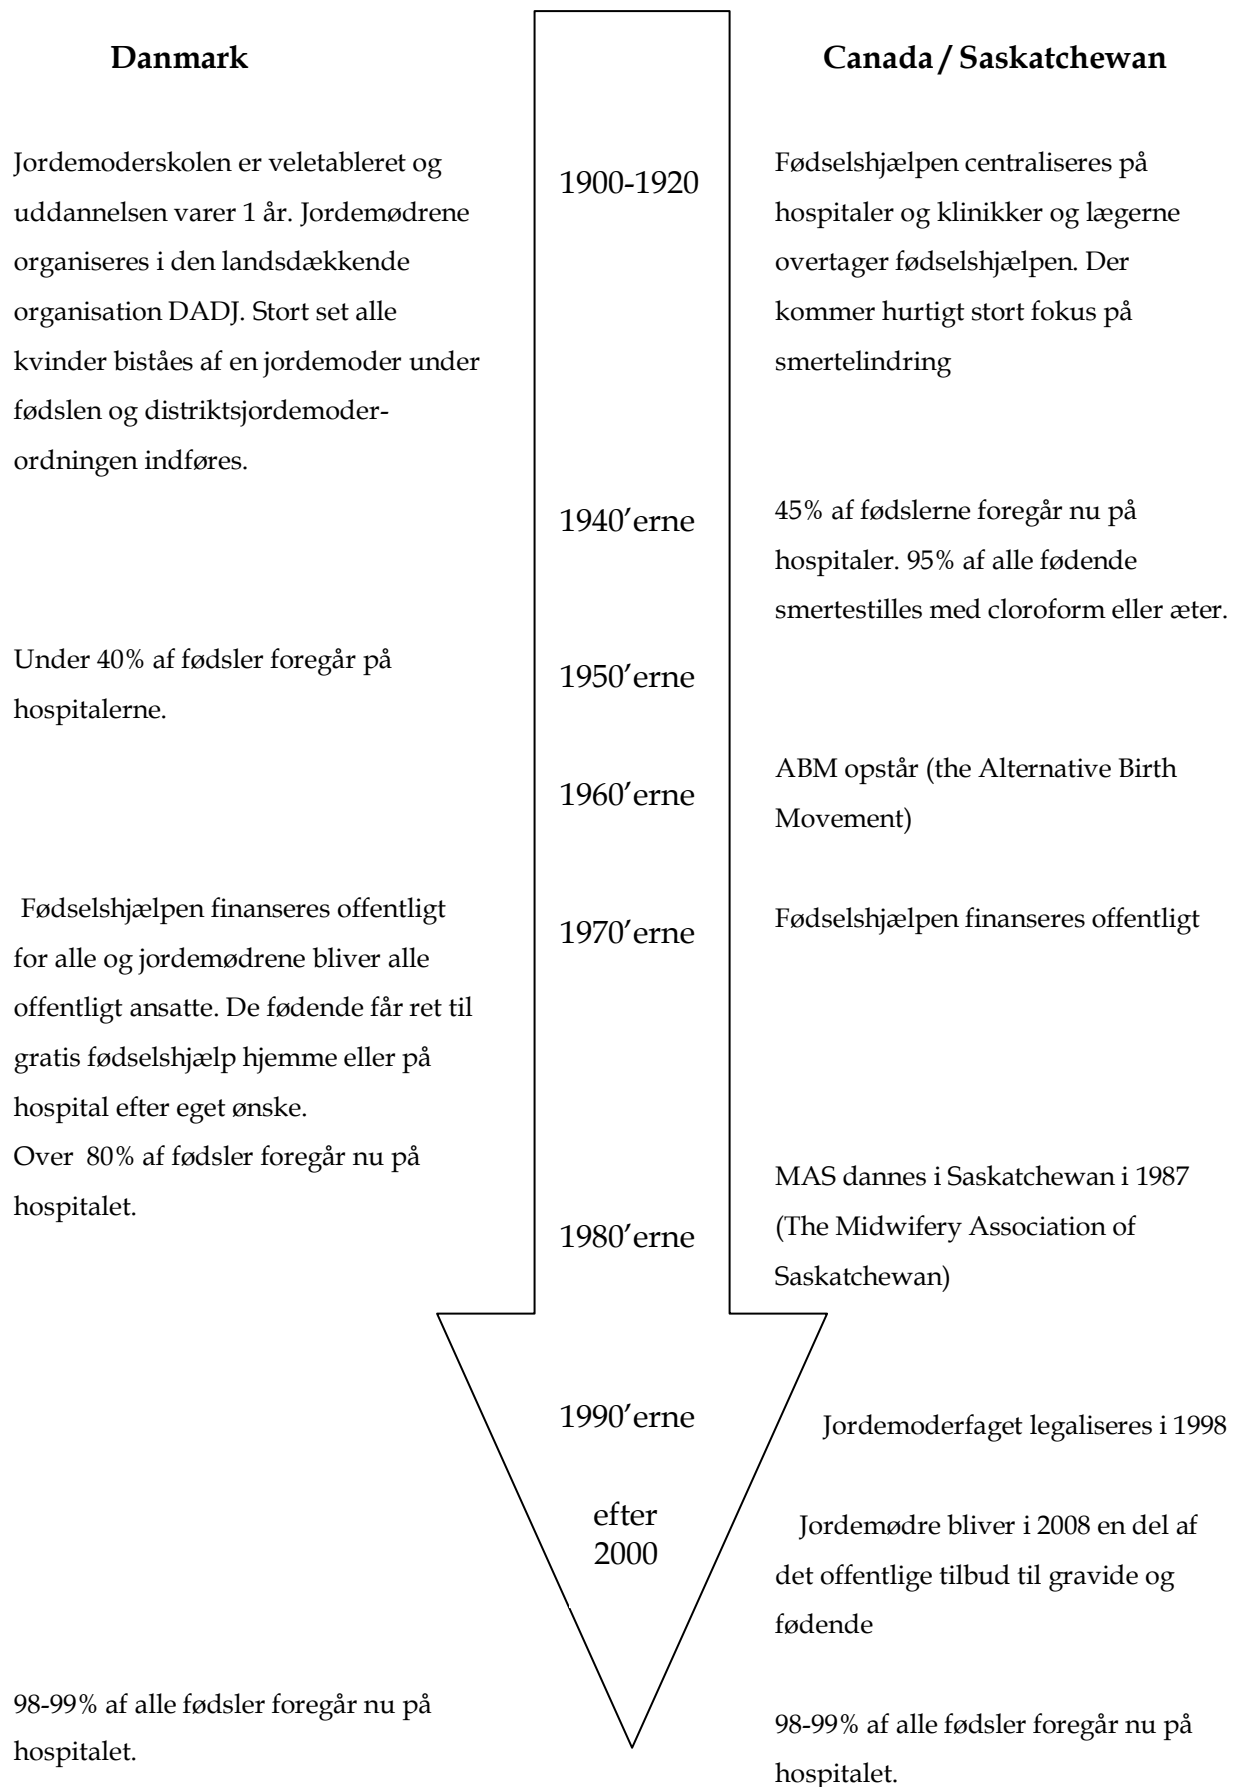 Danmark
Canada / Saskatchewan
1900-1920
Jordemoderskolen er veletableret og
uddannelsen varer 1 år. Jordemødrene
organiseres i den landsdækkende
organisation DADJ. Stort set alle
kvinder biståes af en jordemoder under
fødslen og distriktsjordemoder-
ordningen indføres.
Fødselshjælpen centraliseres på
hospitaler og klinikker og lægerne
overtager fødselshjælpen. Der
kommer hurtigt stort fokus på
smertelindring
1940’erne
45% af fødslerne foregår nu på
hospitaler. 95% af alle fødende
smertestilles med cloroform eller æter.
1950’erne
Under 40% af fødsler foregår på
hospitalerne.
1960’erne
ABM opstår (the Alternative Birth
Movement)
1970’erne
Fødselshjælpen finanseres offentligt
for alle og jordemødrene bliver alle
offentligt ansatte. De fødende får ret til
gratis fødselshjælp hjemme eller på
hospital efter eget ønske.
Over 80% af fødsler foregår nu på
hospitalet.
Fødselshjælpen finanseres offentligt
1980’erne
MAS dannes i Saskatchewan i 1987
(The Midwifery Association of
Saskatchewan)
1990’erne
Jordemoderfaget legaliseres i 1998
efter
2000
Jordemødre bliver i 2008 en del af
det offentlige tilbud til gravide og
fødende
98-99% af alle fødsler foregår nu på
hospitalet.
98-99% af alle fødsler foregår nu på
hospitalet.